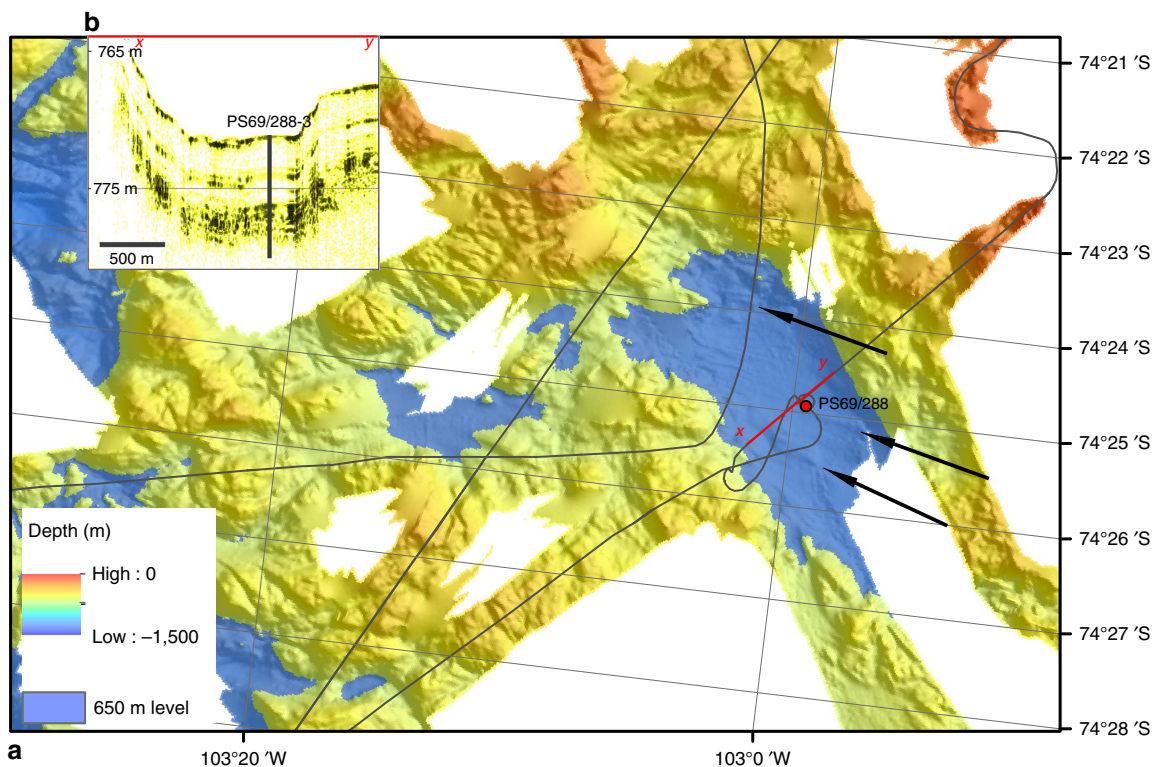 b
765 m
x
y
PS69/288-3
775 m
500 m
74°21 ′S
74°22 ′S
74°23 ′S
74°24 ′S
74°25 ′S
74°26 ′S
74°27 ′S
74°28 ′S
y
PS69/288
x
Depth (m)
High : 0
Low : –1,500
650 m level
a
103°20 ′W
103°0 ′W